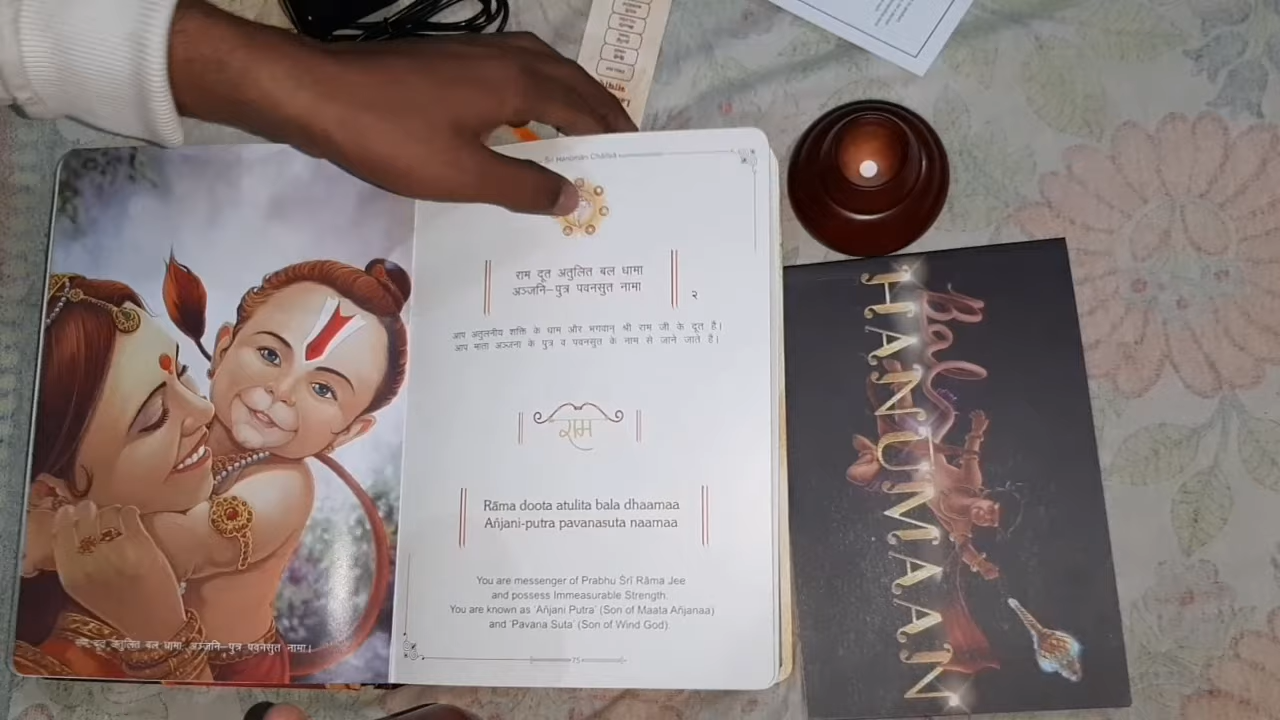 Sri Hanuman Chalisa
राम दूत अतुलित बल धामा
अञ्जनि-पुत्र पवनसुत नामा
२
आप अतुलनीय शक्ति के धाम और भगवान् श्री राम जी के दूत है।
आप माता अञ्जना के पुत्र व पवनसुत के नाम से जाने जाते है।
राम
Rāma doota atulita bala dhaamaa
Añjani-putra pavanasuta naamaa
You are messenger of Prabhu Śrī Rāma Jee
and possess Immeasurable Strength.
You are known as 'Añjani Putra' (Son of Maata Añjanaa)
and 'Pavana Suta' (Son of Wind God).
75
राम दूत अतुलित बल धामा, अञ्जनि-पुत्र पवनसुत नामा।
Bal
HANUMAAN